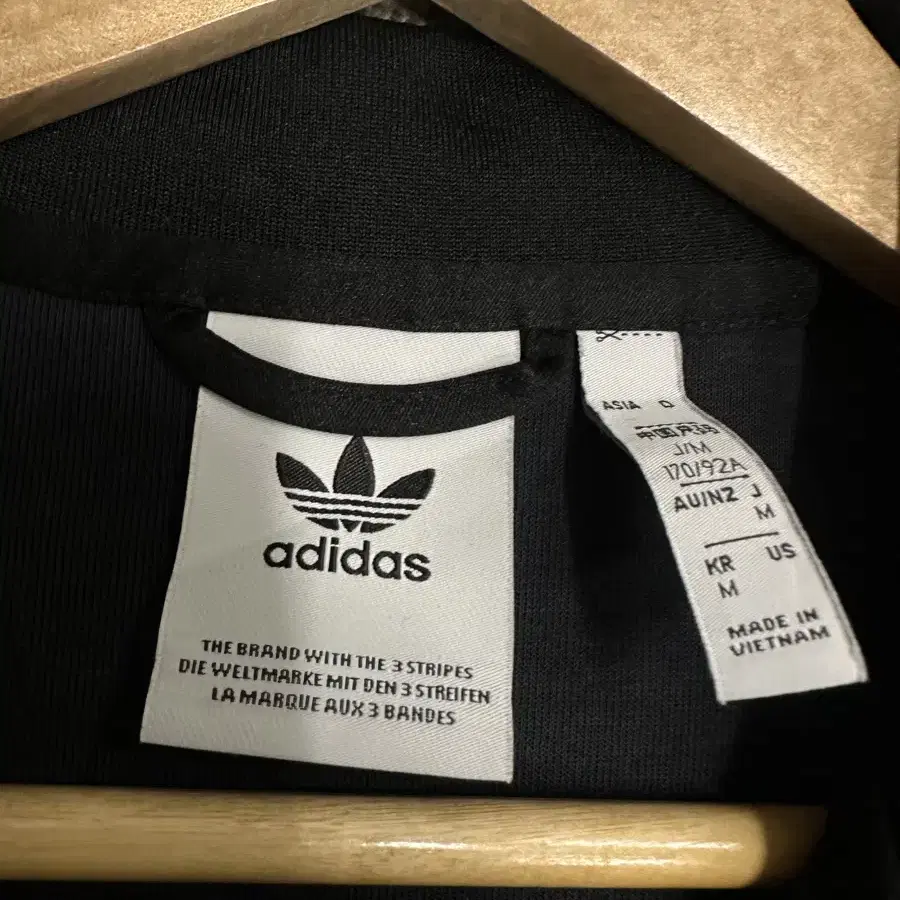 adidas
THE BRAND WITH THE 3 STRIPES
DIE WELTMARKE MIT DEN 3 STREIFEN
LA MARQUE AUX 3 BANDES
ASIA D
J/M
170/92A
AU/NZ J
M
KR US
M
MADE IN
VIETNAM